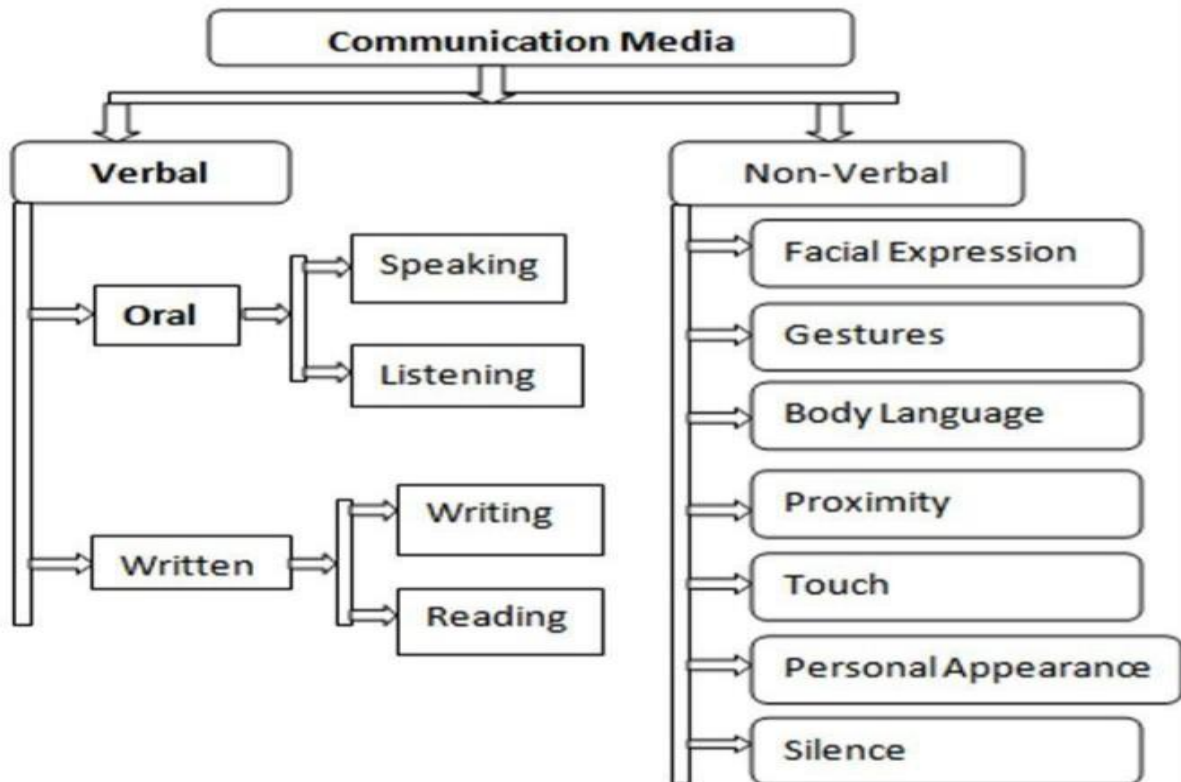 Communication Media
Verbal
Oral
Speaking
Listening
Written
Writing
Reading
Non-Verbal
Facial Expression
Gestures
Body Language
Proximity
Touch
Personal Appearance
Silence